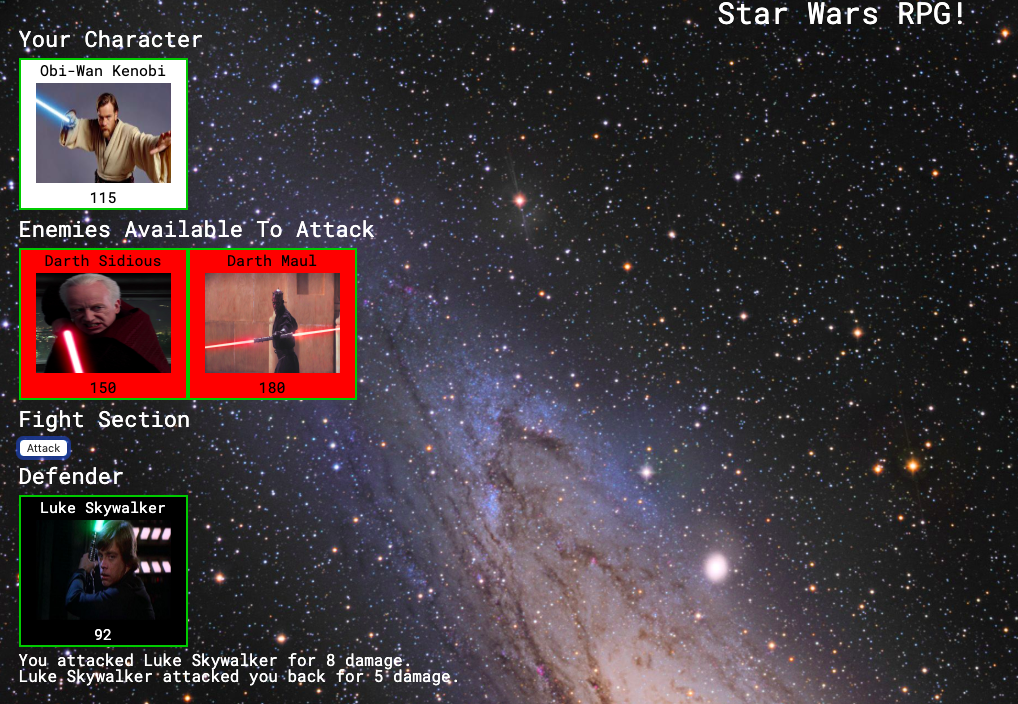 Star Wars RPG!
Your Character
Obi-Wan Kenobi
115
Enemies Available To Attack
Darth Sidious
150
Darth Maul
180
Fight Section
Attack
Defender
Luke Skywalker
92
You attacked Luke Skywalker for 8 damage.
Luke Skywalker attacked you back for 5 damage.